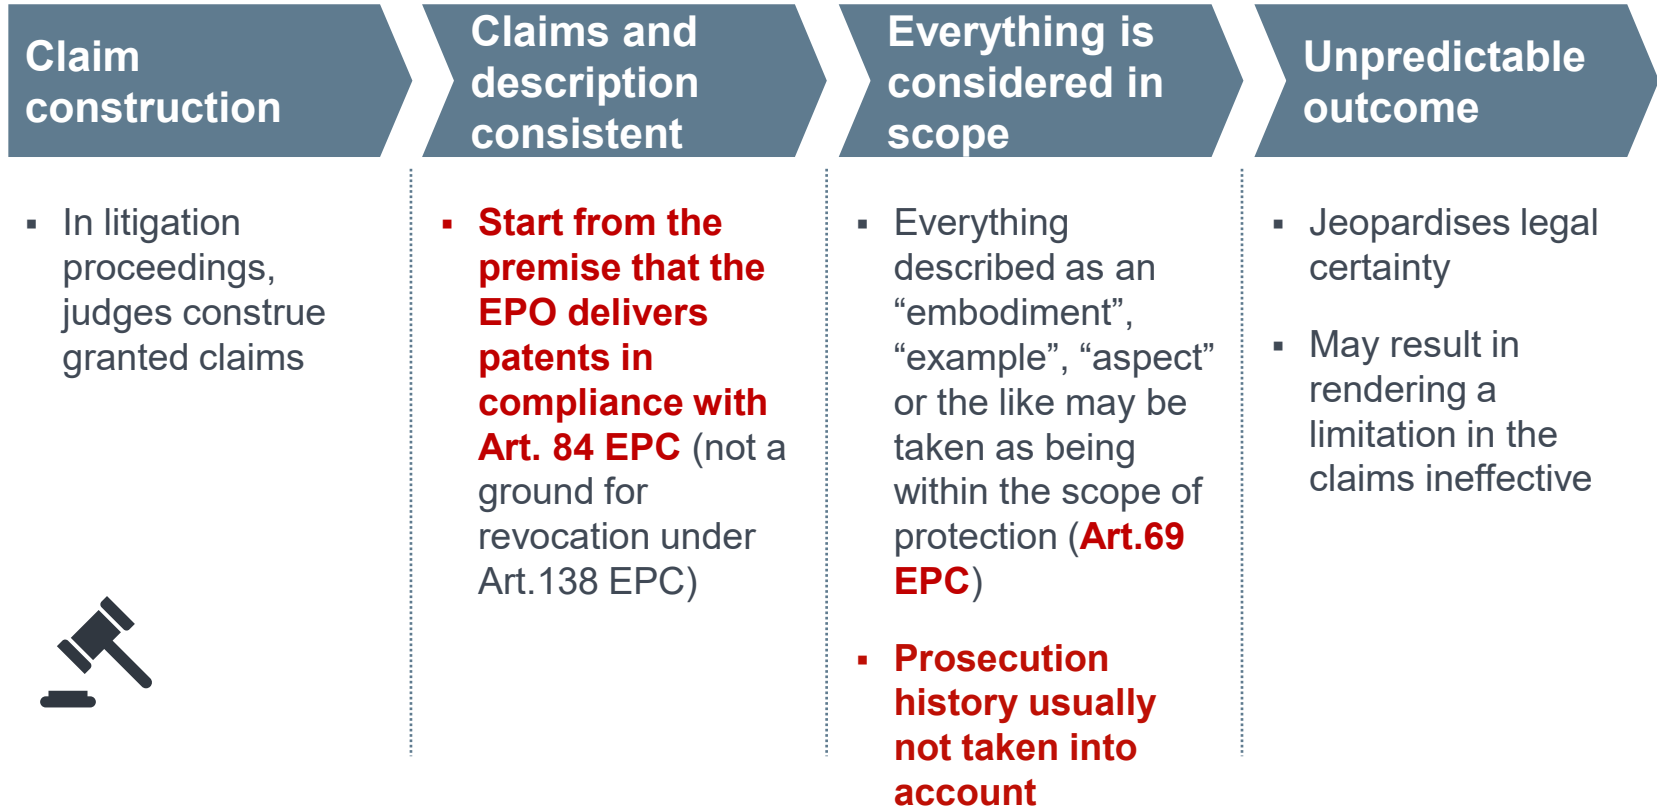 Claim
construction
Claims and
description
consistent
Everything is
considered in
scope
Unpredictable
outcome
▪ In litigation
proceedings,
judges construe
granted claims
▪ Start from the
premise that the
EPO delivers
patents in
compliance with
Art. 84 EPC (not a
ground for
revocation under
Art.138 EPC)
▪ Everything
described as an
“embodiment”,
“example”, “aspect”
or the like may be
taken as being
within the scope of
protection (Art.69
EPC)
▪ Prosecution
history usually
not taken into
account
▪ Jeopardises legal
certainty
▪ May result in
rendering a
limitation in the
claims ineffective